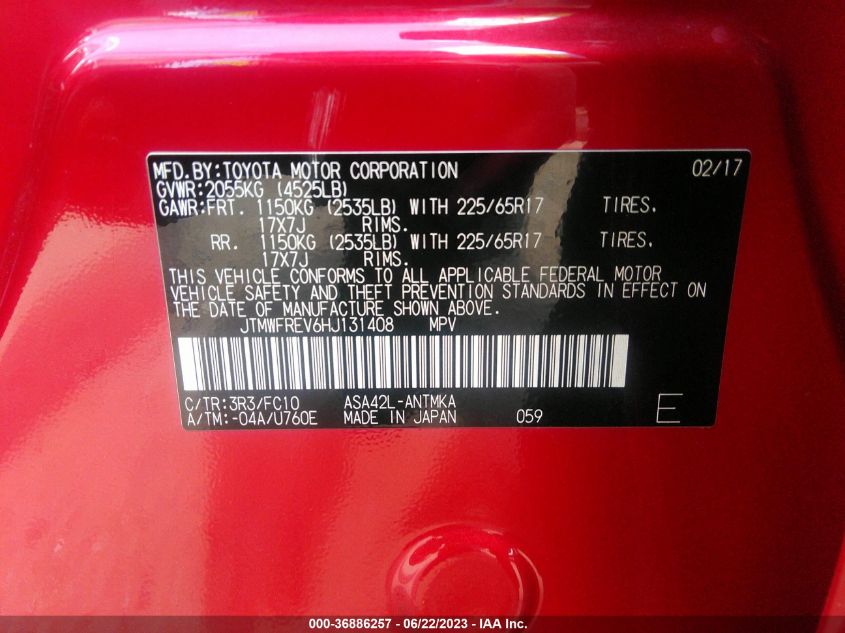 MFD.BY:TOYOTA MOTOR CORPORATION 02/17
GVWR:2055KG (4525LB)
GAWR:FRT. 1150KG (2535LB) WITH 225/65R17 TIRES.
17X7J RIMS.
RR. 1150KG (2535LB) WITH 225/65R17 TIRES.
17X7J RIMS.
THIS VEHICLE CONFORMS TO ALL APPLICABLE FEDERAL MOTOR
VEHICLE SAFETY AND THEFT PREVENTION STANDARDS IN EFFECT ON
THE DATE OF MANUFACTURE SHOWN ABOVE.
JTMWFREV6HJ131408 MPV
C/TR:3R3/FC10 ASA42L-ANTMKA
A/TM:-04A/U760E MADE IN JAPAN 059 E
000-36886257 - 06/22/2023 - IAA Inc.